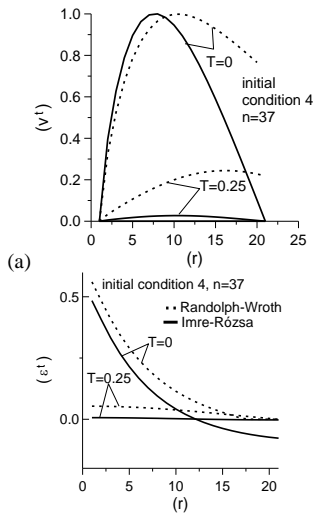 1.0
0.8
0.6
0.4
0.2
0.0
(v t)
T=0
initial
condition 4
n=37
T=0.25
0 5 10 15 20 25
(r)
(a)
initial condition 4, n=37
0.5
0.0
(ε t)
Randolph-Wroth
Imre-Rózsa
T=0
T=0.25
0 5 10 15 20
(r)